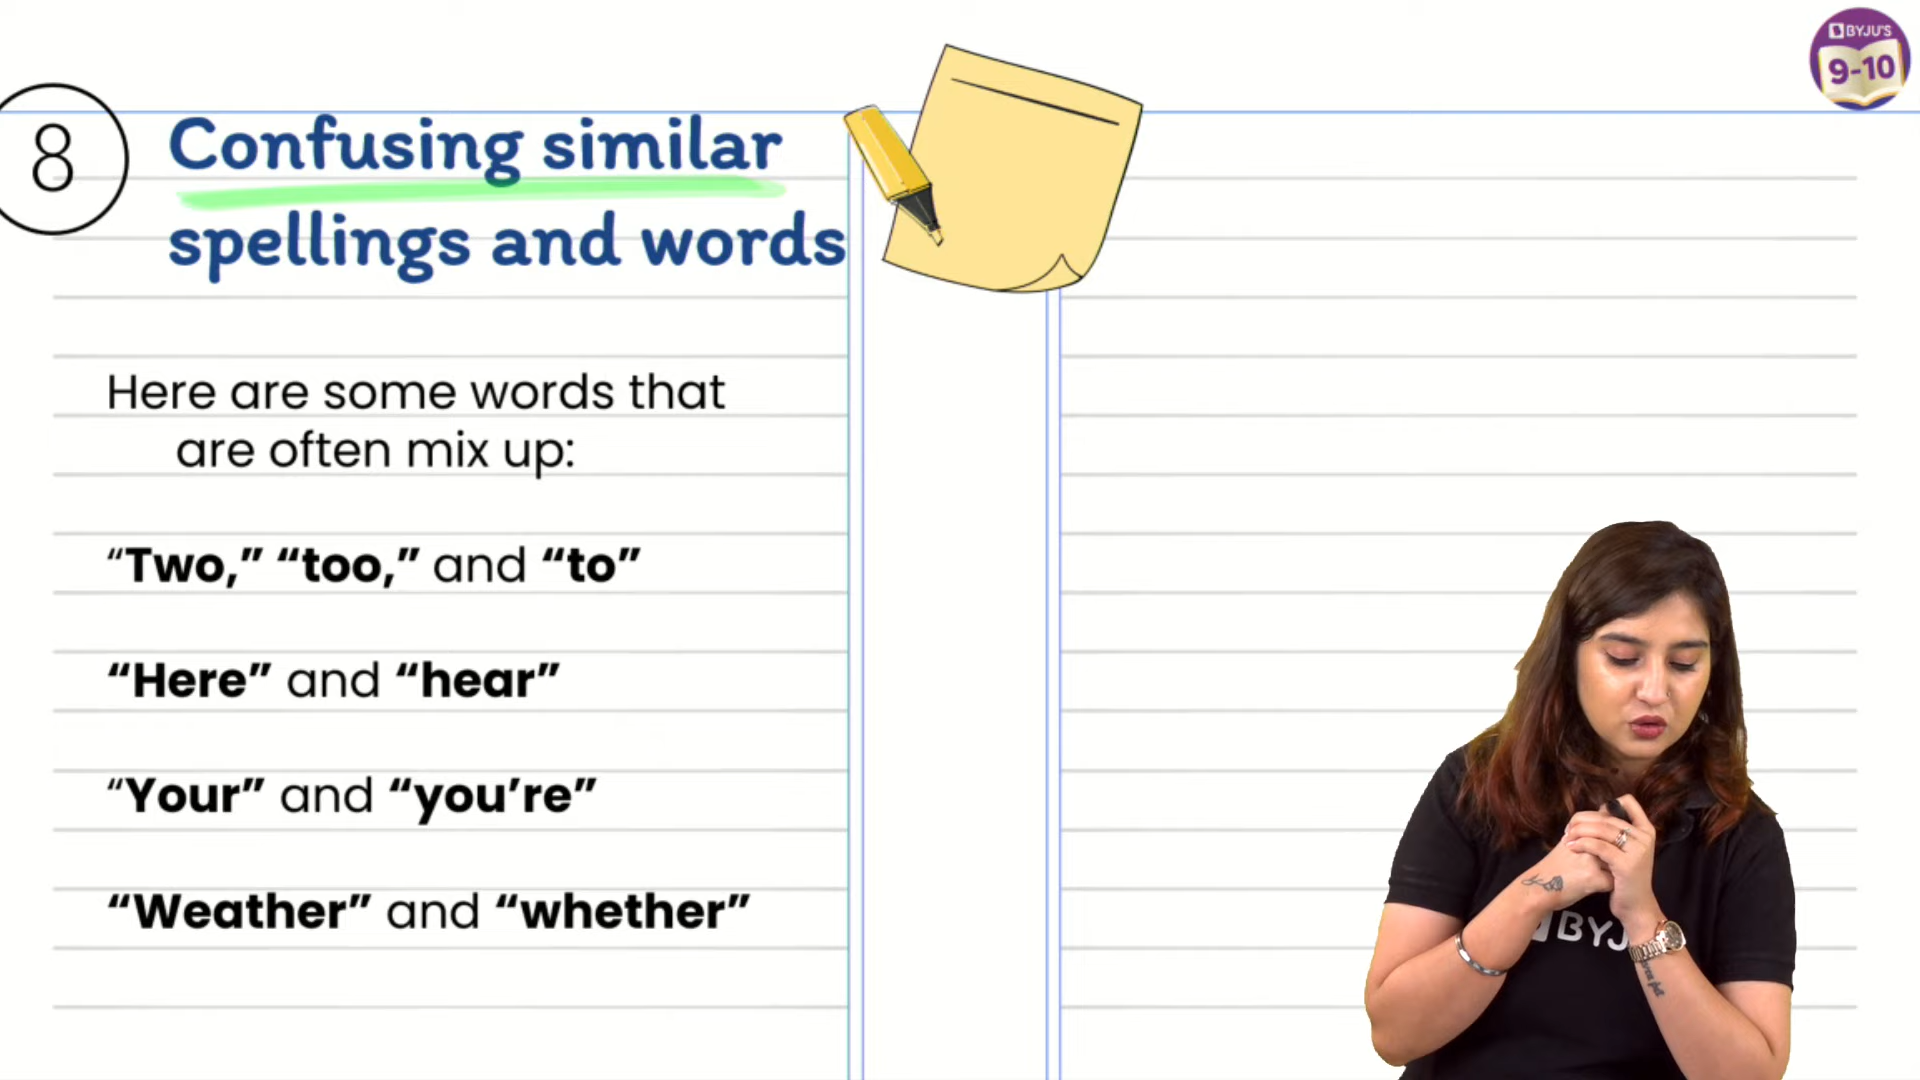 BYJU'S
9-10
8
Confusing similar
spellings and words
Here are some words that
are often mix up:
“Two,” “too,” and “to”
“Here” and “hear”
“Your” and “you’re”
“Weather” and “whether”
BYJ